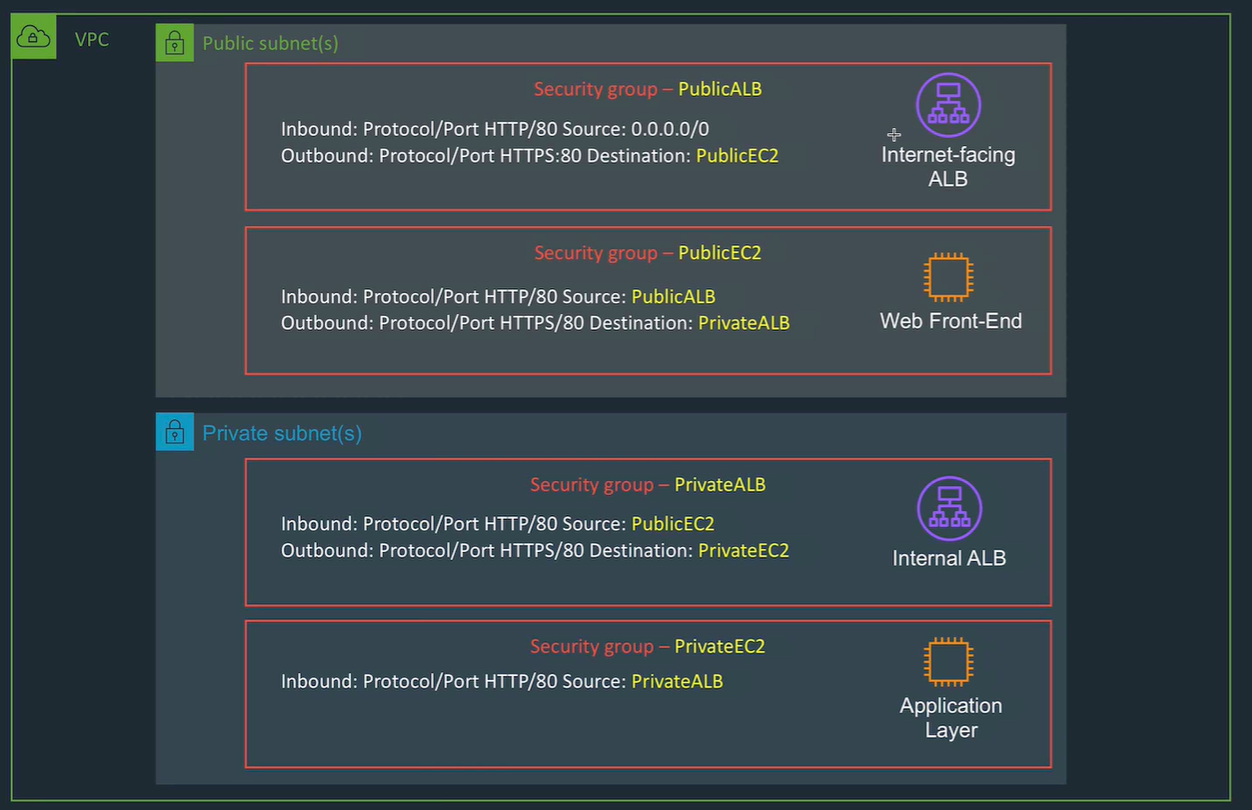 VPC
Public subnet(s)
Security group – PublicALB
Inbound: Protocol/Port HTTP/80 Source: 0.0.0.0/0
Outbound: Protocol/Port HTTPS:80 Destination: PublicEC2
Internet-facing
ALB
Security group – PublicEC2
Inbound: Protocol/Port HTTP/80 Source: PublicALB
Outbound: Protocol/Port HTTPS/80 Destination: PrivateALB
Web Front-End
Private subnet(s)
Security group – PrivateALB
Inbound: Protocol/Port HTTP/80 Source: PublicEC2
Outbound: Protocol/Port HTTPS/80 Destination: PrivateEC2
Internal ALB
Security group – PrivateEC2
Inbound: Protocol/Port HTTP/80 Source: PrivateALB
Application
Layer